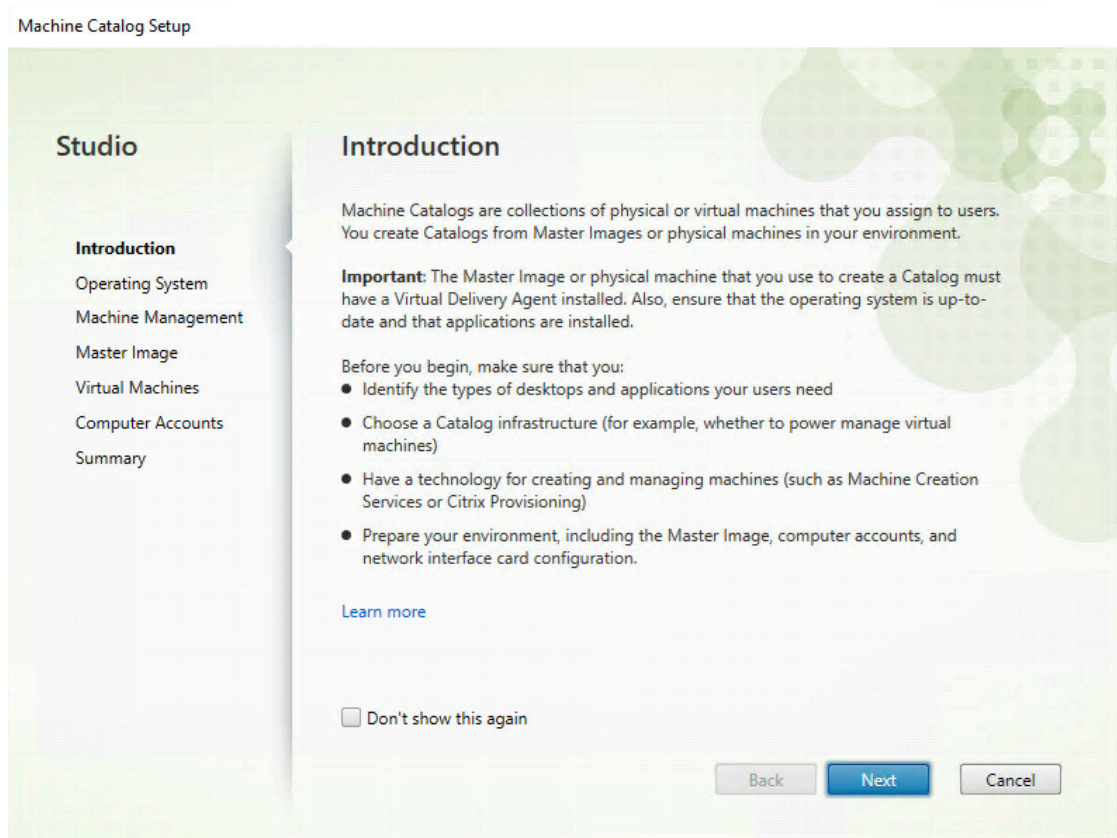 Machine Catalog Setup
Studio
Introduction
Operating System
Machine Management
Master Image
Virtual Machines
Computer Accounts
Summary
Introduction
Machine Catalogs are collections of physical or virtual machines that you assign to users.
You create Catalogs from Master Images or physical machines in your environment.
Important: The Master Image or physical machine that you use to create a Catalog must
have a Virtual Delivery Agent installed. Also, ensure that the operating system is up-to-
date and that applications are installed.
Before you begin, make sure that you:
● Identify the types of desktops and applications your users need
● Choose a Catalog infrastructure (for example, whether to power manage virtual
machines)
● Have a technology for creating and managing machines (such as Machine Creation
Services or Citrix Provisioning)
● Prepare your environment, including the Master Image, computer accounts, and
network interface card configuration.
Learn more
Don't show this again
Back Next Cancel